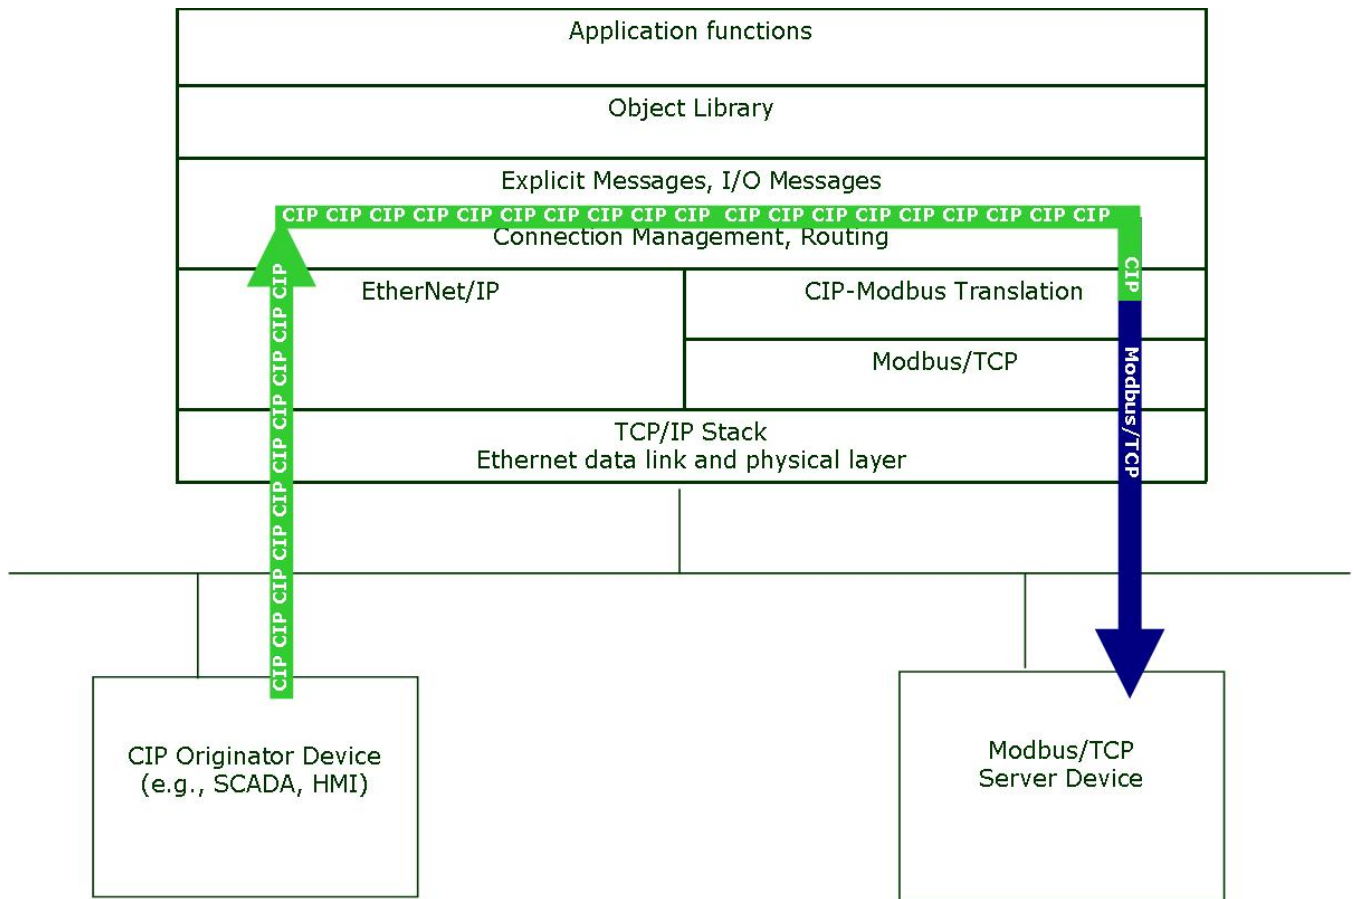 Application functions
Object Library
Explicit Messages, I/O Messages
CIP CIP CIP CIP CIP CIP CIP CIP CIP CIP CIP CIP CIP CIP CIP CIP CIP CIP CIP
Connection Management, Routing
CIP CIP CIP CIP CIP CIP CIP CIP CIP CIP
EtherNet/IP
CIP-Modbus Translation
CIP
Modbus/TCP
Modbus/TCP
TCP/IP Stack
Ethernet data link and physical layer
CIP Originator Device
(e.g., SCADA, HMI)
Modbus/TCP
Server Device